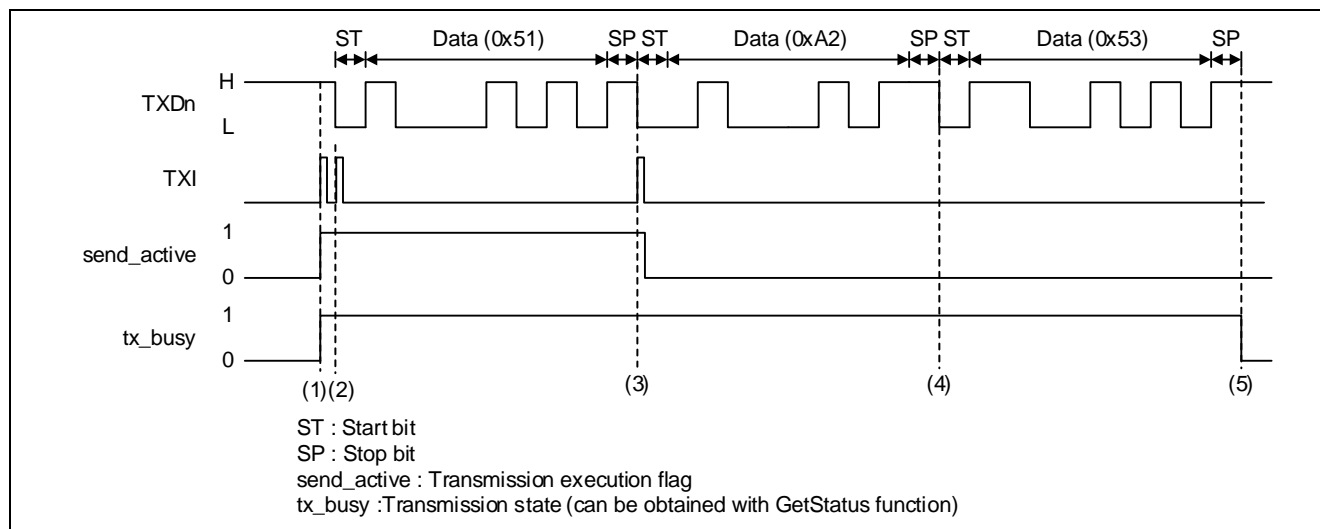 ST Data (0x51) SP ST Data (0xA2) SP ST Data (0x53) SP
H
TXDn
L
TXI
1
send_active
0
1
tx_busy
0
(1) (2) (3) (4) (5)
ST : Start bit
SP : Stop bit
send_active : Transmission execution flag
tx_busy :Transmission state (can be obtained with GetStatus function)